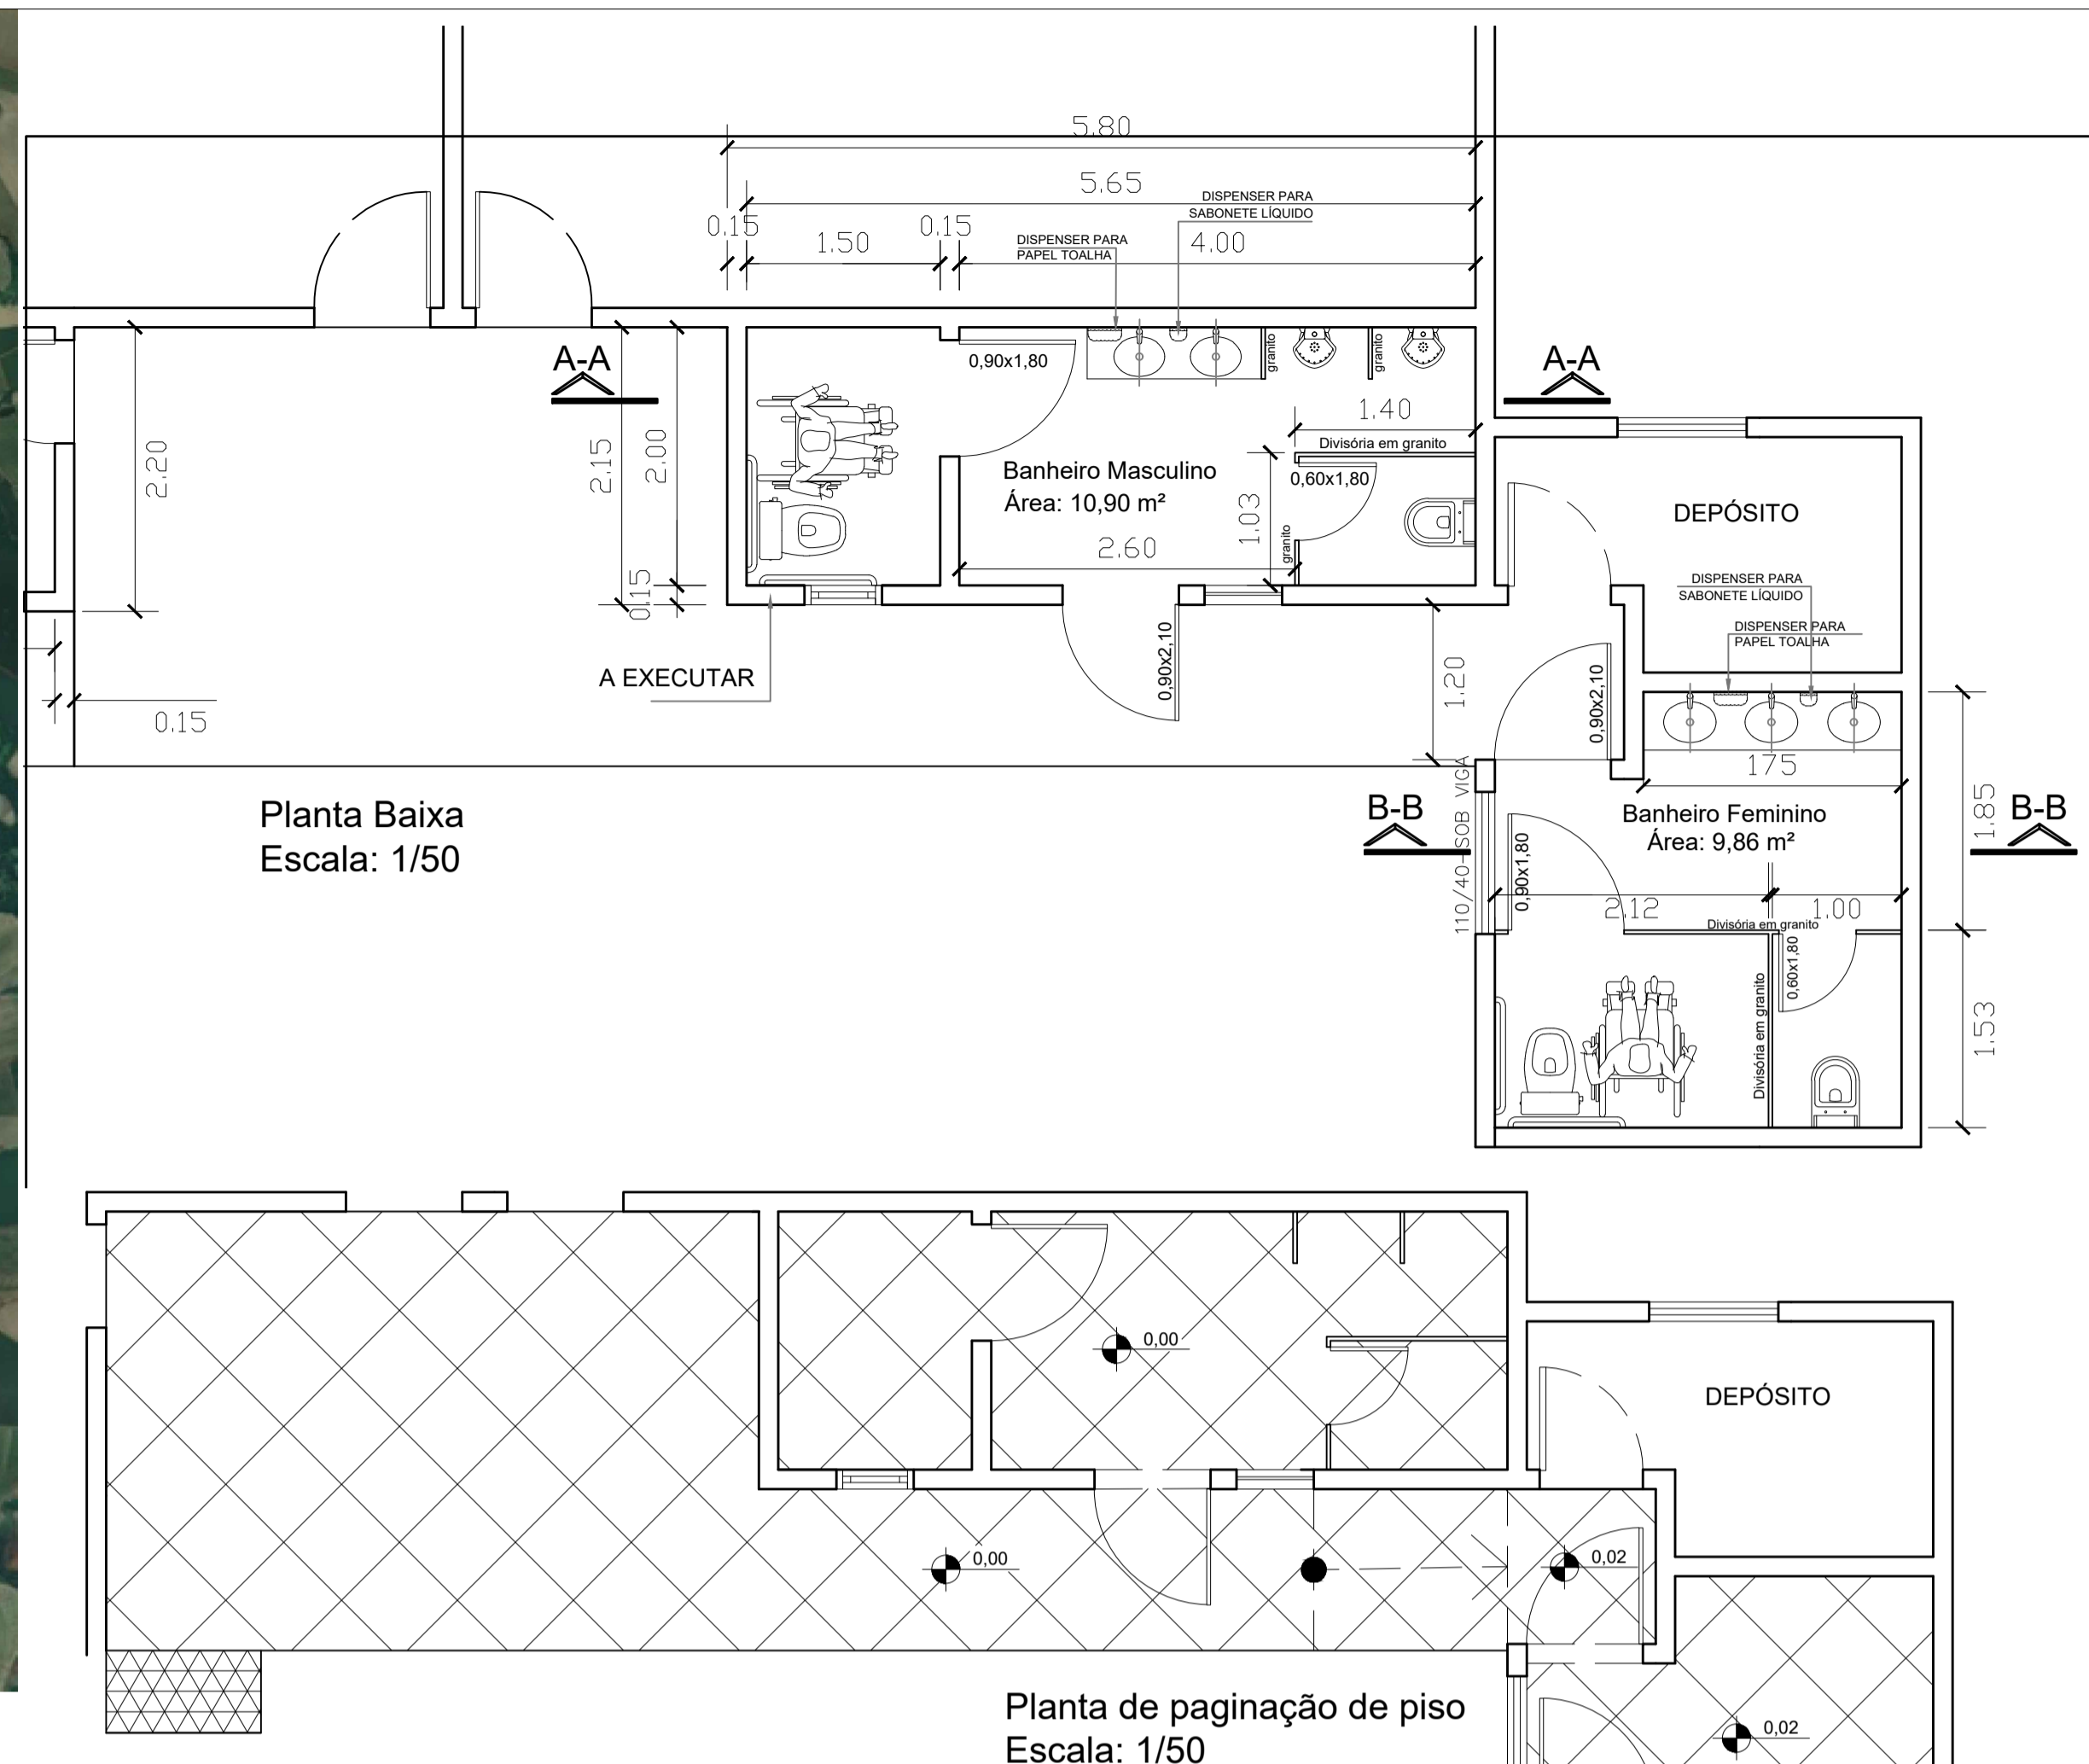 5.80
5.65
DISPENSER PARA
SABONETE LÍQUIDO
0.15
1.50
0.15
DISPENSER PARA
PAPEL TOALHA
4.00
granito
granito
A-A
A-A
0,90x1,80
1.40
Divisória em granito
2.20
2.15
2.00
Banheiro Masculino
Área: 10,90 m²
0,60x1,80
1.03
granito
DEPÓSITO
2.60
0.15
DISPENSER PARA
SABONETE LÍQUIDO
DISPENSER PARA
PAPEL TOALHA
A EXECUTAR
0,90x2,10
1.20
0,90x2,10
0.15
175
Planta Baixa
Escala: 1/50
110/40-SOB VIGA
B-B
Banheiro Feminino
Área: 9,86 m²
1.85
B-B
0,90x1,80
2.12
1.00
Divisória em granito
0,60x1,80
Divisória em granito
1.53
0,00
DEPÓSITO
0,00
0,02
Planta de paginação de piso
Escala: 1/50
0,02